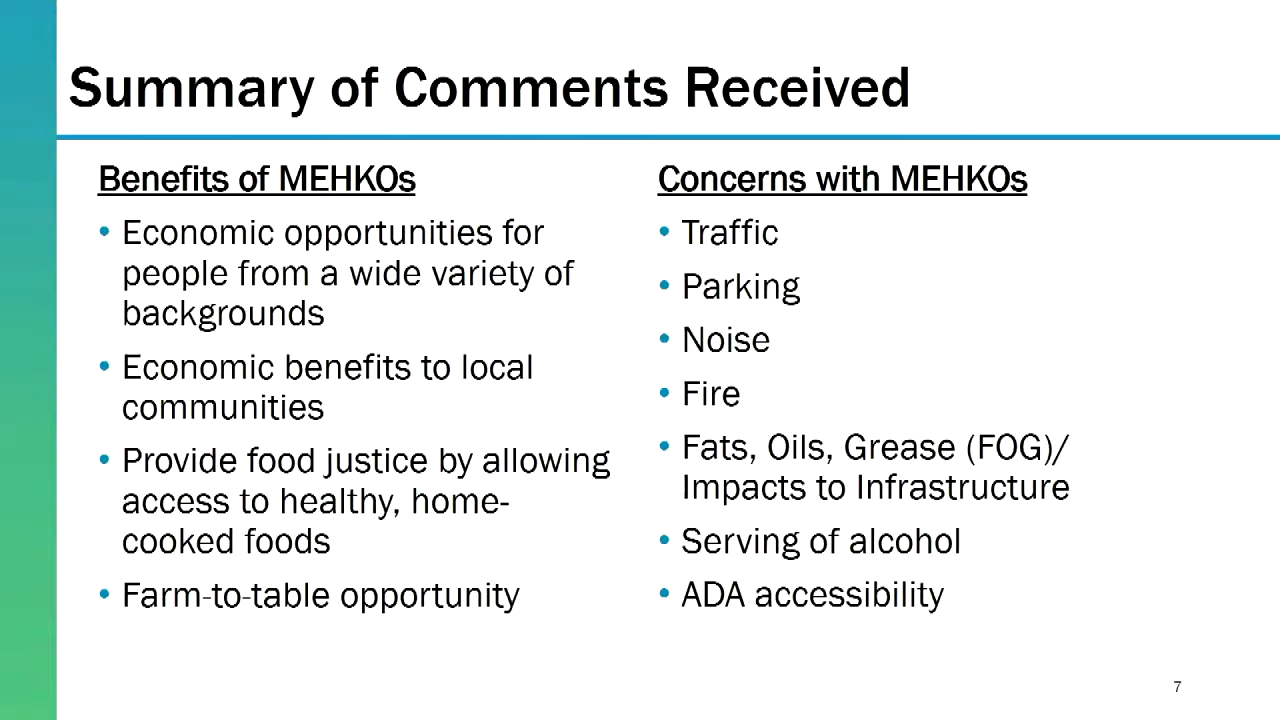 Summary of Comments Received
Benefits of MEHKOs
• Economic opportunities for
people from a wide variety of
backgrounds
• Economic benefits to local
communities
• Provide food justice by allowing
access to healthy, home-
cooked foods
• Farm-to-table opportunity
Concerns with MEHKOs
• Traffic
• Parking
• Noise
• Fire
• Fats, Oils, Grease (FOG)/
Impacts to Infrastructure
• Serving of alcohol
• ADA accessibility
7